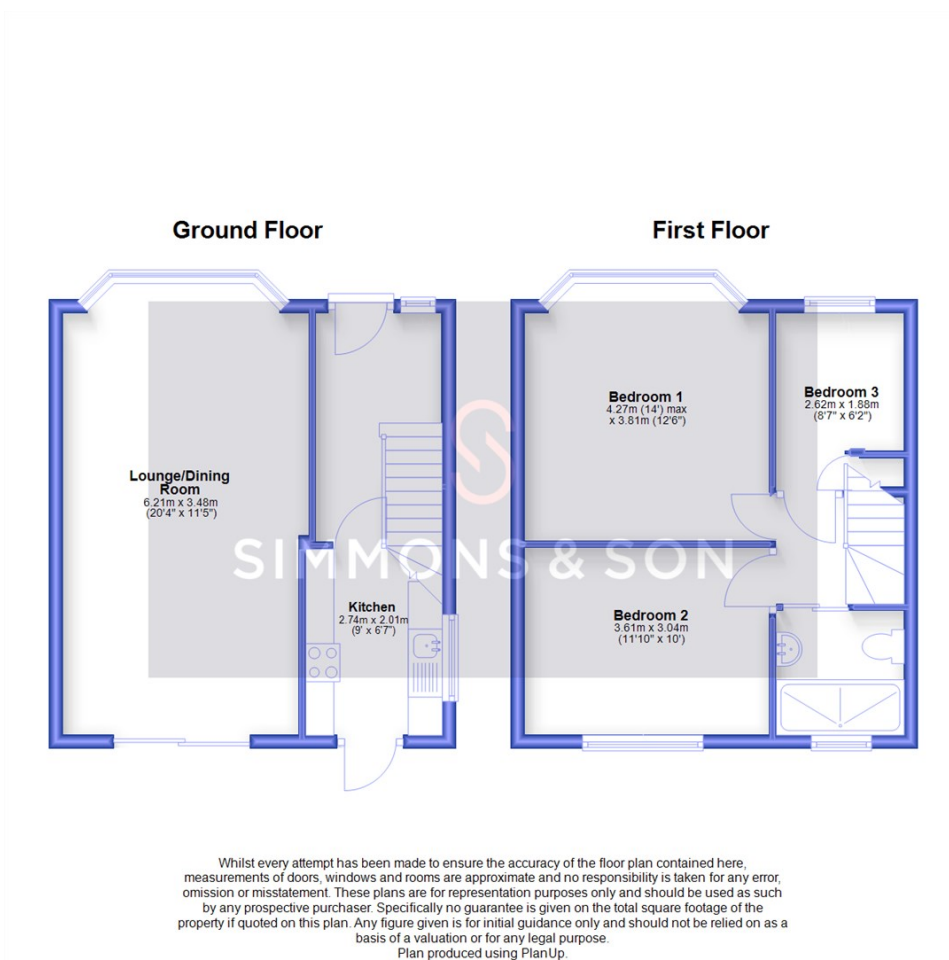 Ground Floor
First Floor
Lounge/Dining
Room
6.21m x 3.48m
(20'4" x 11'5")
Kitchen
2.74m x 2.01m
(9' x 6'7")
Bedroom 1
4.27m (14') max
x 3.81m (12'6")
Bedroom 3
2.62m x 1.88m
(8'7" x 6'2")
Bedroom 2
3.61m x 3.04m
(11'10" x 10')
SIMMONS & SON
Whilst every attempt has been made to ensure the accuracy of the floor plan contained here,
measurements of doors, windows and rooms are approximate and no responsibility is taken for any error,
omission or misstatement. These plans are for representation purposes only and should be used as such
by any prospective purchaser. Specifically no guarantee is given on the total square footage of the
property if quoted on this plan. Any figure given is for initial guidance only and should not be relied on as a
basis of a valuation or for any legal purpose.
Plan produced using PlanUp.